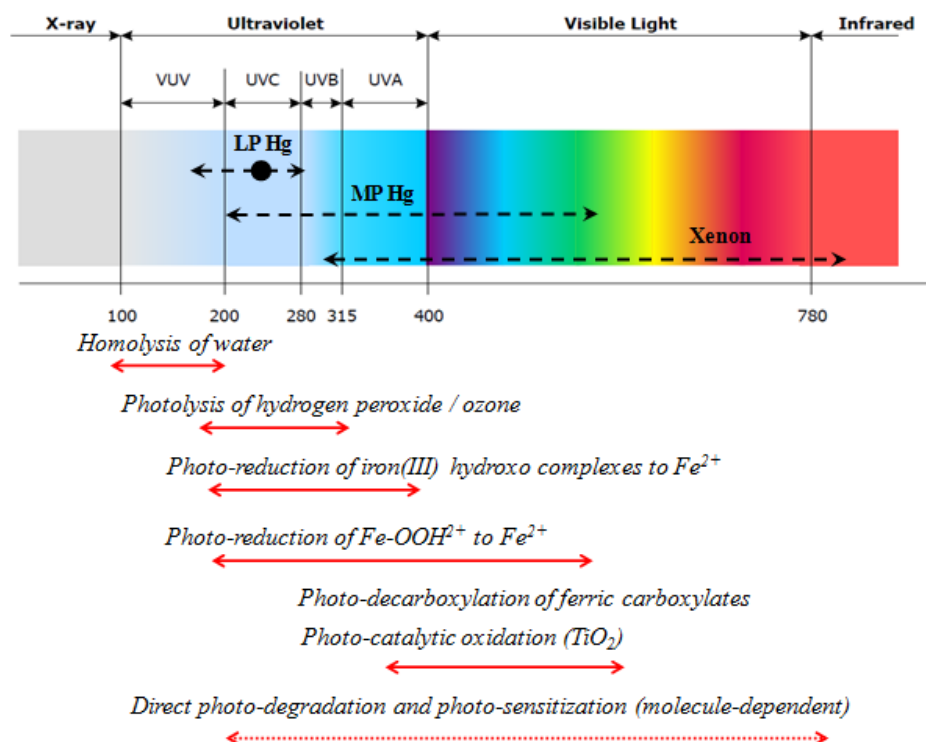 X-ray Ultraviolet Visible Light Infrared
VUV UVC UVB UVA
LP Hg
MP Hg
Xenon
100 200 280 315 400 780
Homolysis of water
Photolysis of hydrogen peroxide / ozone
Photo-reduction of iron(III) hydroxo complexes to Fe²⁺
Photo-reduction of Fe-OOH²⁺ to Fe²⁺
Photo-decarboxylation of ferric carboxylates
Photo-catalytic oxidation (TiO₂)
Direct photo-degradation and photo-sensitization (molecule-dependent)